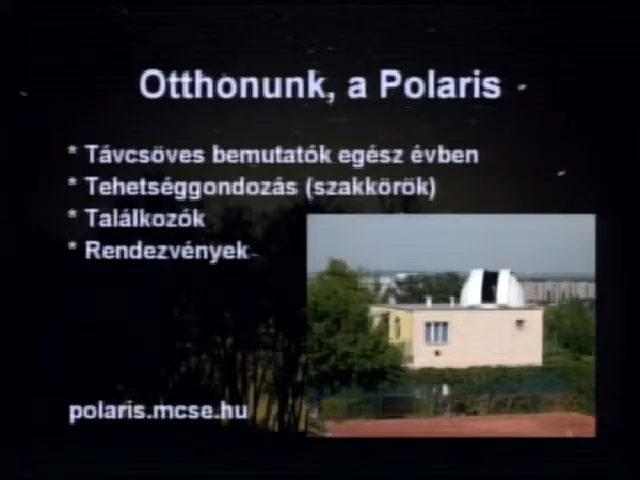 Otthonunk, a Polaris
* Távcsöves bemutatók egész évben
* Tehetséggondozás (szakkörök)
* Találkozók
* Rendezvények
polaris.mcse.hu